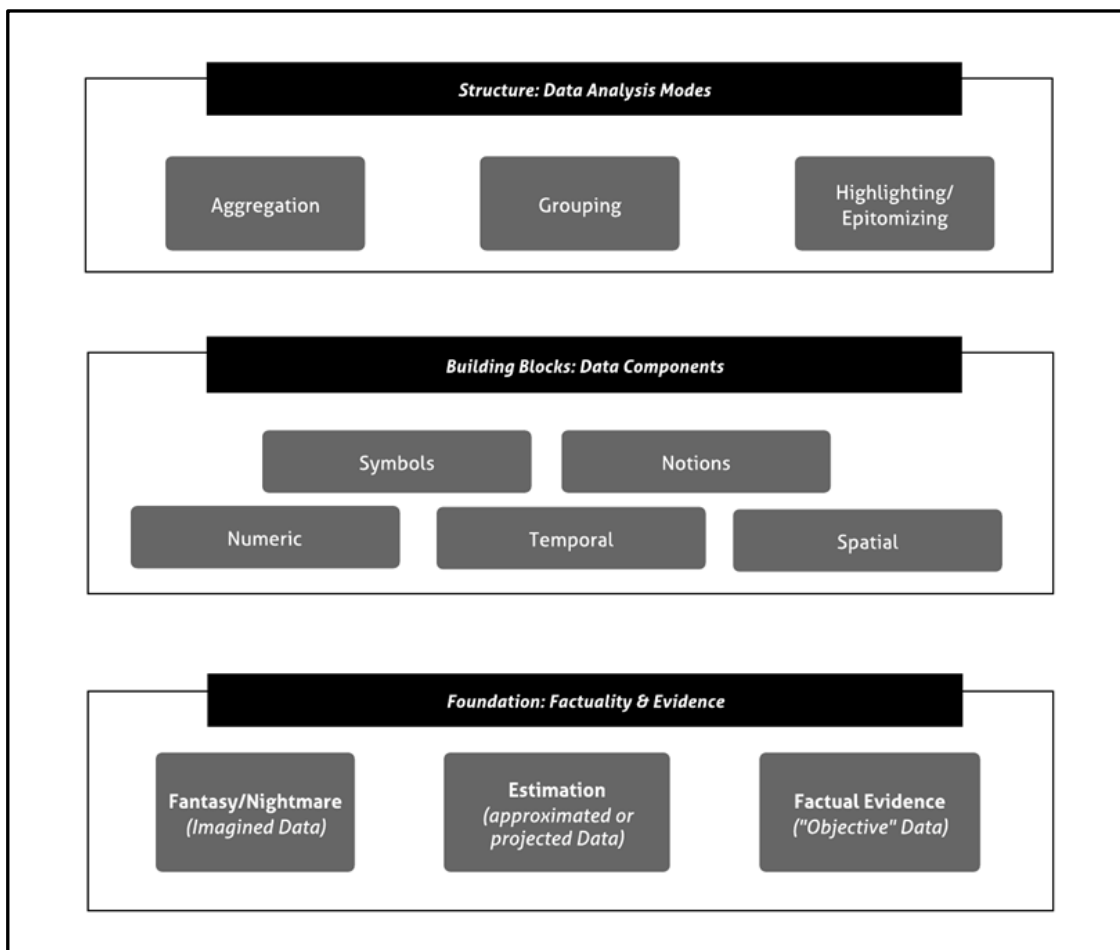 Structure: Data Analysis Modes
Aggregation
Grouping
Highlighting/
Epitomizing
Building Blocks: Data Components
Symbols
Notions
Numeric
Temporal
Spatial
Foundation: Factuality & Evidence
Fantasy/Nightmare
(Imagined Data)
Estimation
(approximated or
projected Data)
Factual Evidence
("Objective" Data)